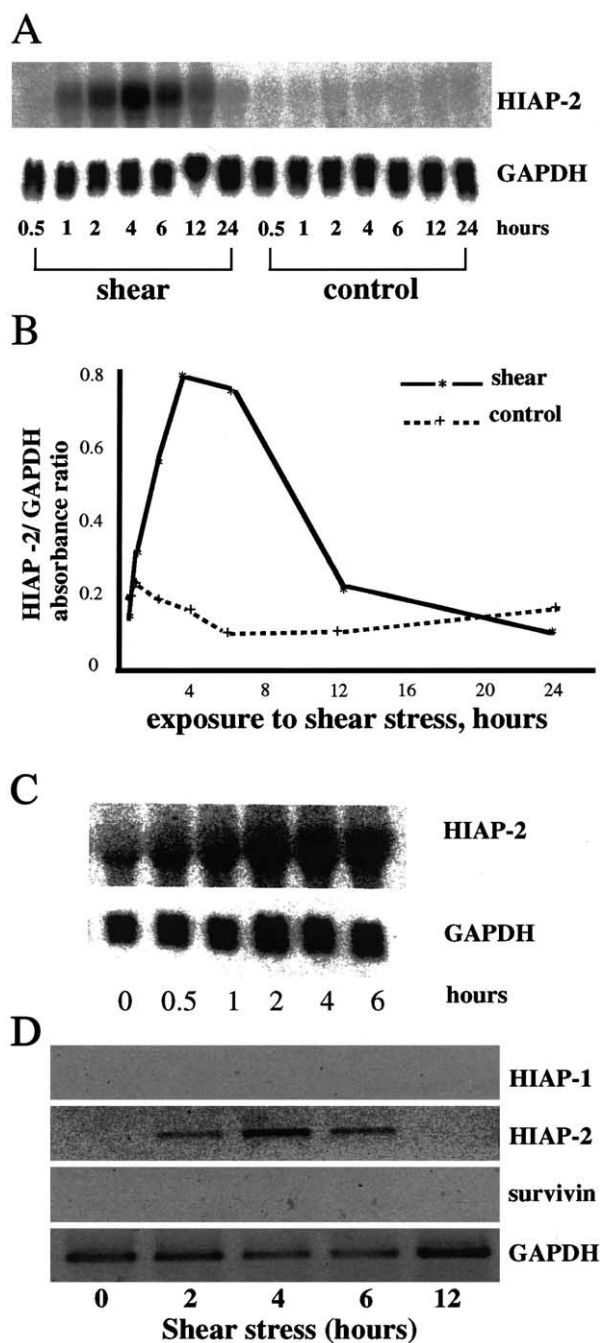 A
HIAP-2
GAPDH
0.5 1 2 4 6 12 24 0.5 1 2 4 6 12 24 hours
shear control
B
0.8
0.6
0.4
0.2
0
HIAP -2/ GAPDH
absorbance ratio
shear
control
4 8 12 16 20 24
exposure to shear stress, hours
C
HIAP-2
GAPDH
0 0.5 1 2 4 6 hours
D
HIAP-1
HIAP-2
survivin
GAPDH
0 2 4 6 12
Shear stress (hours)